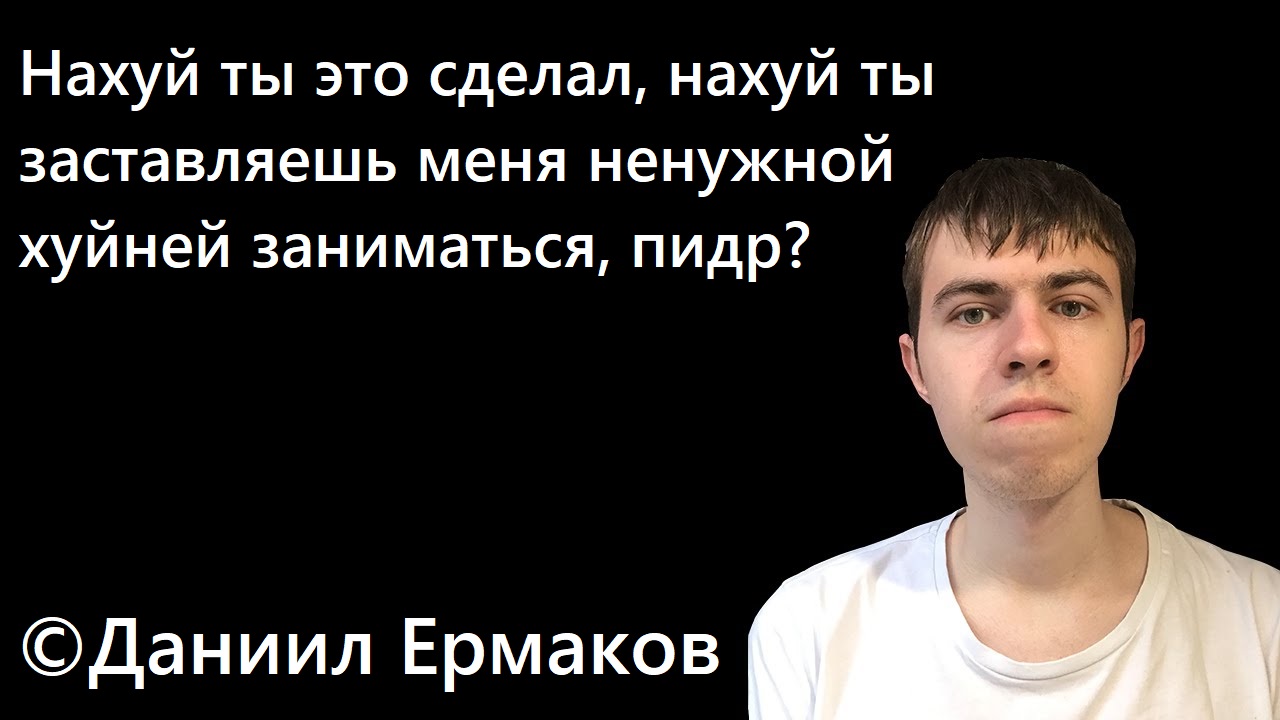 Нахуй ты это сделал, нахуй ты
заставляешь меня ненужной
хуйней заниматься, пидр?
©Даниил Ермаков